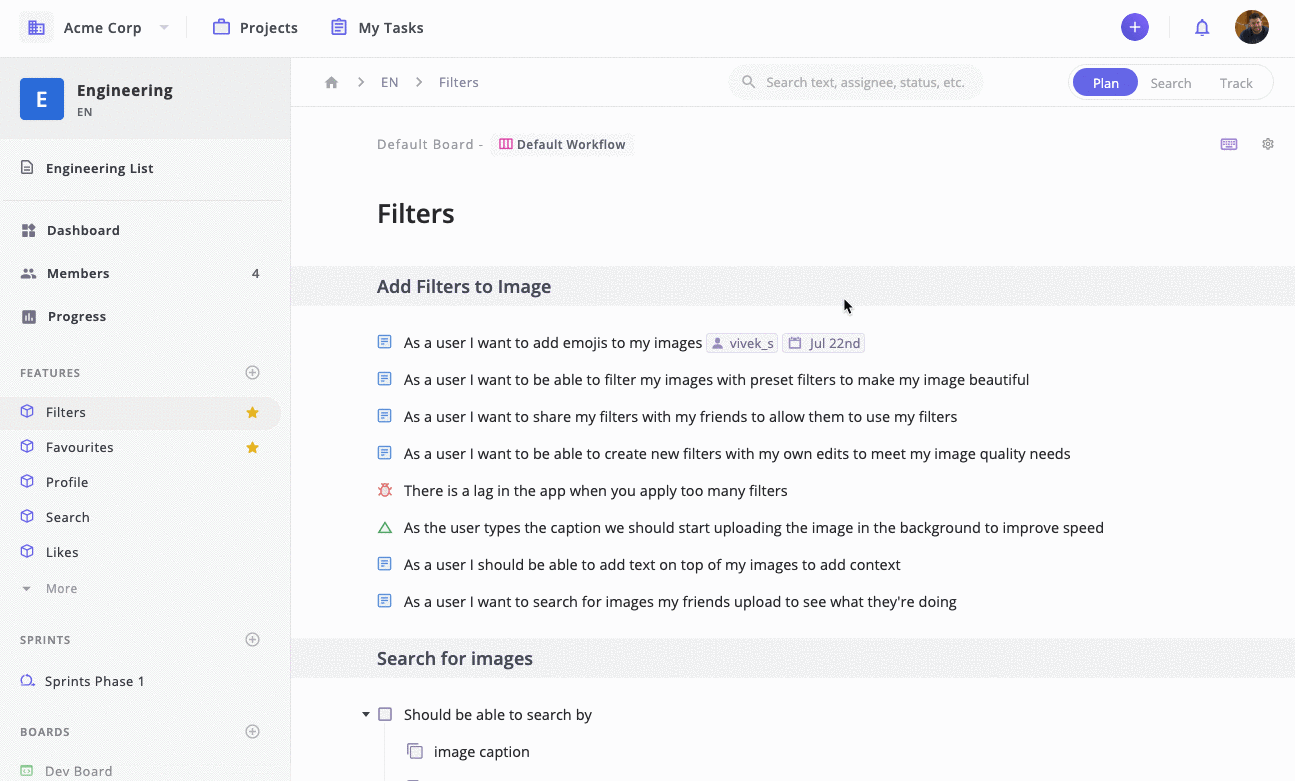 Acme Corp
Projects
My Tasks
E
Engineering
EN
EN
Filters
Search text, assignee, status, etc.
Plan
Search
Track
Engineering List
Dashboard
Members 4
Progress
FEATURES
Filters
Favourites
Profile
Search
Likes
More
SPRINTS
Sprints Phase 1
BOARDS
Dev Board
Default Board - Default Workflow
Filters
Add Filters to Image
As a user I want to add emojis to my images vivek_s Jul 22nd
As a user I want to be able to filter my images with preset filters to make my image beautiful
As a user I want to share my filters with my friends to allow them to use my filters
As a user I want to be able to create new filters with my own edits to meet my image quality needs
There is a lag in the app when you apply too many filters
As the user types the caption we should start uploading the image in the background to improve speed
As a user I should be able to add text on top of my images to add context
As a user I want to search for images my friends upload to see what they're doing
Search for images
Should be able to search by
image caption